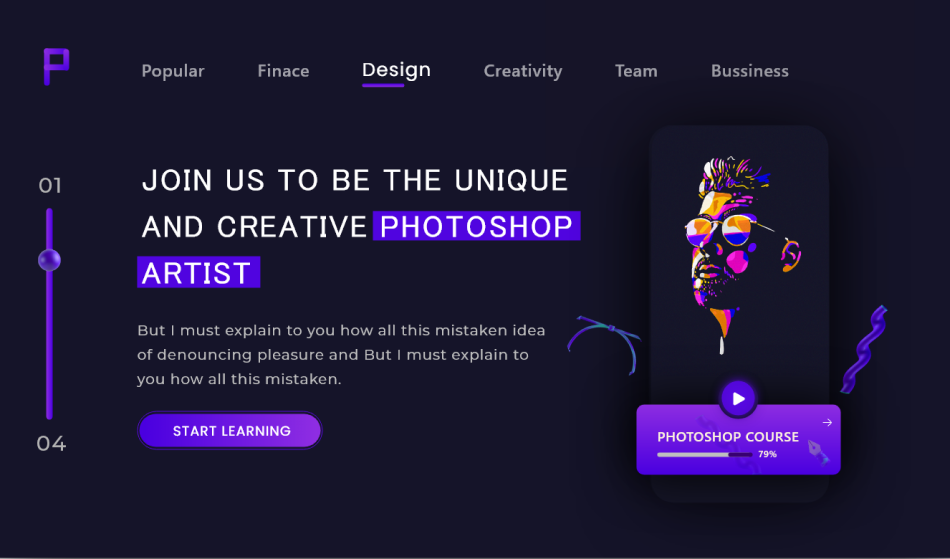 P
Popular Finace Design Creativity Team Bussiness
01
JOIN US TO BE THE UNIQUE
AND CREATIVE PHOTOSHOP
ARTIST
But I must explain to you how all this mistaken idea
of denouncing pleasure and But I must explain to
you how all this mistaken.
START LEARNING
04
PHOTOSHOP COURSE
79%